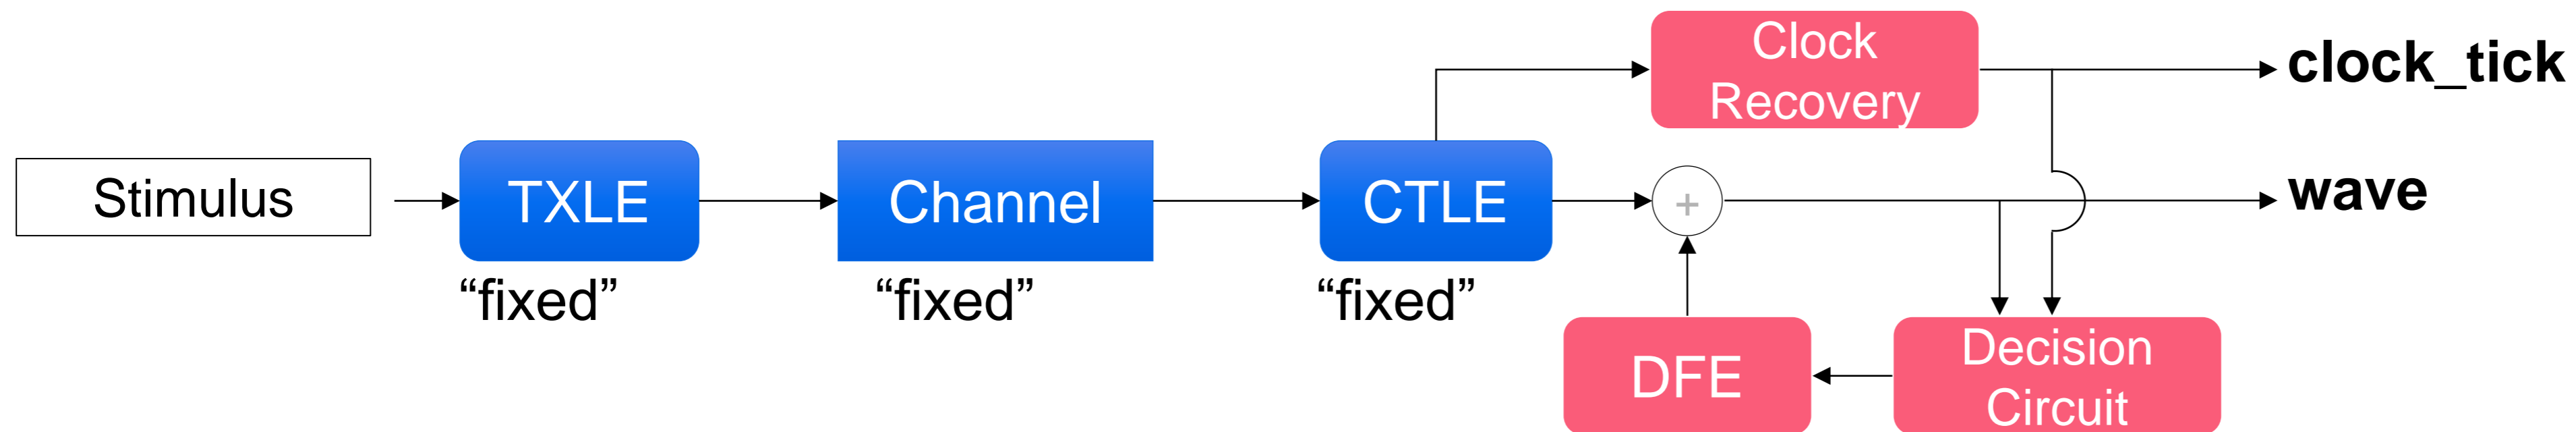 Clock
Recovery
clock_tick
Stimulus
TXLE
Channel
CTLE
+
wave
“fixed”
“fixed”
“fixed”
DFE
Decision
Circuit